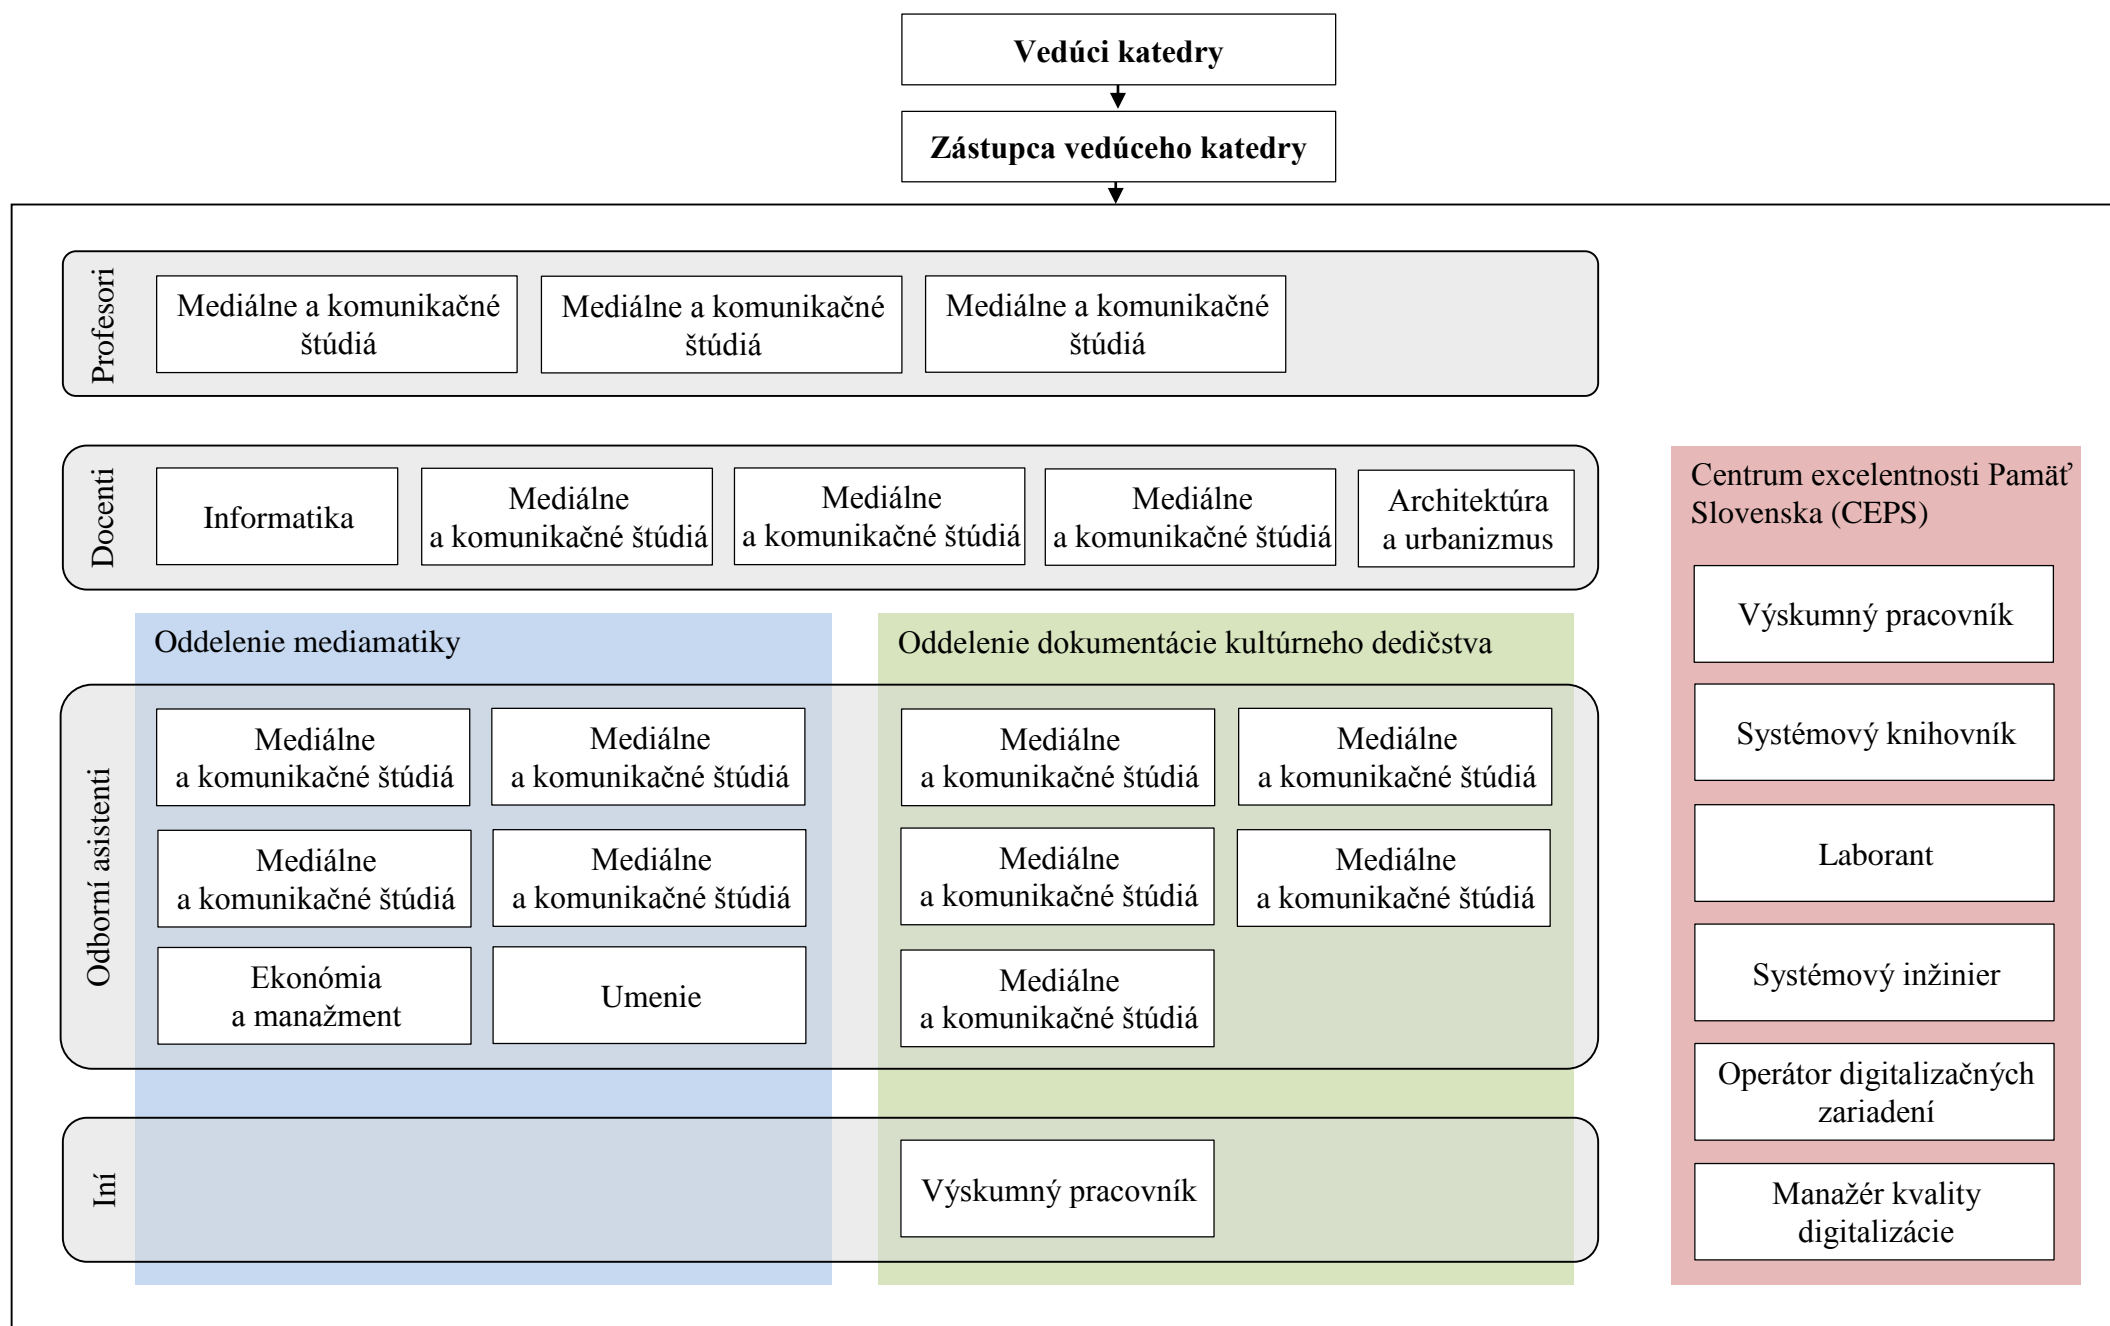 Vedúci katedry
Zástupca vedúceho katedry
Profesori
Mediálne a komunikačné
štúdiá
Mediálne a komunikačné
štúdiá
Mediálne a komunikačné
štúdiá
Docenti
Informatika
Mediálne
a komunikačné štúdiá
Mediálne
a komunikačné štúdiá
Mediálne
a komunikačné štúdiá
Architektúra
a urbanizmus
Oddelenie mediamatiky
Oddelenie dokumentácie kultúrneho dedičstva
Odborní asistenti
Mediálne
a komunikačné štúdiá
Mediálne
a komunikačné štúdiá
Mediálne
a komunikačné štúdiá
Mediálne
a komunikačné štúdiá
Mediálne
a komunikačné štúdiá
Mediálne
a komunikačné štúdiá
Mediálne
a komunikačné štúdiá
Mediálne
a komunikačné štúdiá
Ekonómia
a manažment
Umenie
Mediálne
a komunikačné štúdiá
Iní
Výskumný pracovník
Centrum excelentnosti Pamäť
Slovenska (CEPS)
Výskumný pracovník
Systémový knihovník
Laborant
Systémový inžinier
Operátor digitalizačných
zariadení
Manažér kvality
digitalizácie